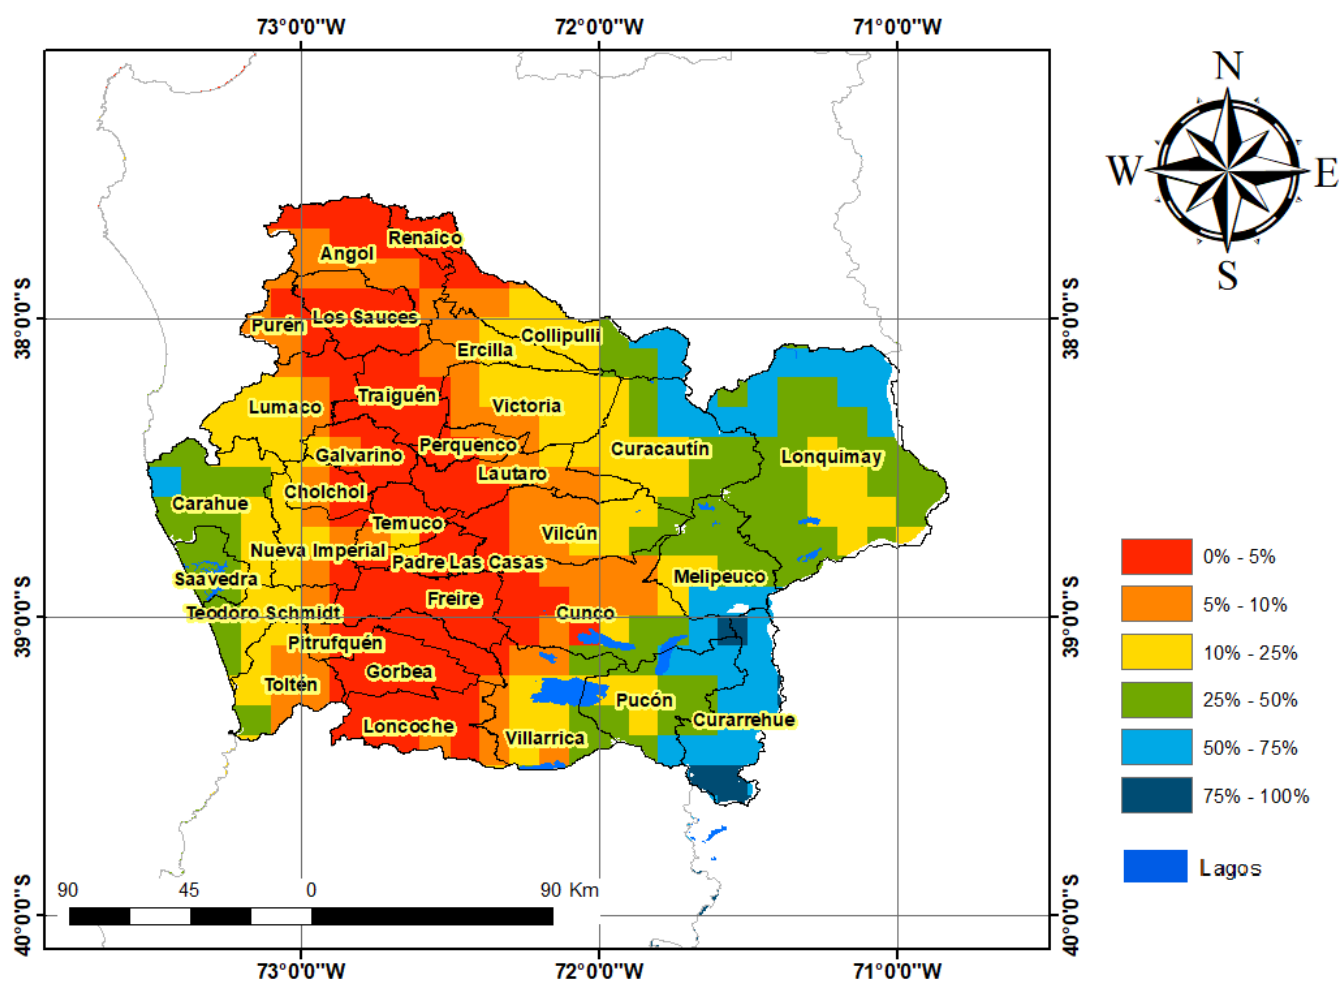 73°0'0"W 72°0'0"W 71°0'0"W
N
W E
S
38°0'0"S 38°0'0"S
39°0'0"S 39°0'0"S
40°0'0"S 40°0'0"S
Renaico
Angol
Los Sauces
Purén
Collipulli
Ercilla
Traiguén
Lumaco
Victoria
Perquenco
Curacautín
Galvarino
Lonquimay
Lautaro
Cholchol
Carahue
Temuco
Vilcún
Nueva Imperial
Padre Las Casas
Saavedra
Melipeuco
Freire
Teodoro Schmidt
Cunco
Pitrufquén
Gorbea
Toltén
Pucón
Curarrehue
Loncoche
Villarrica
0% - 5%
5% - 10%
10% - 25%
25% - 50%
50% - 75%
75% - 100%
Lagos
90 45 0 90 Km
73°0'0"W 72°0'0"W 71°0'0"W